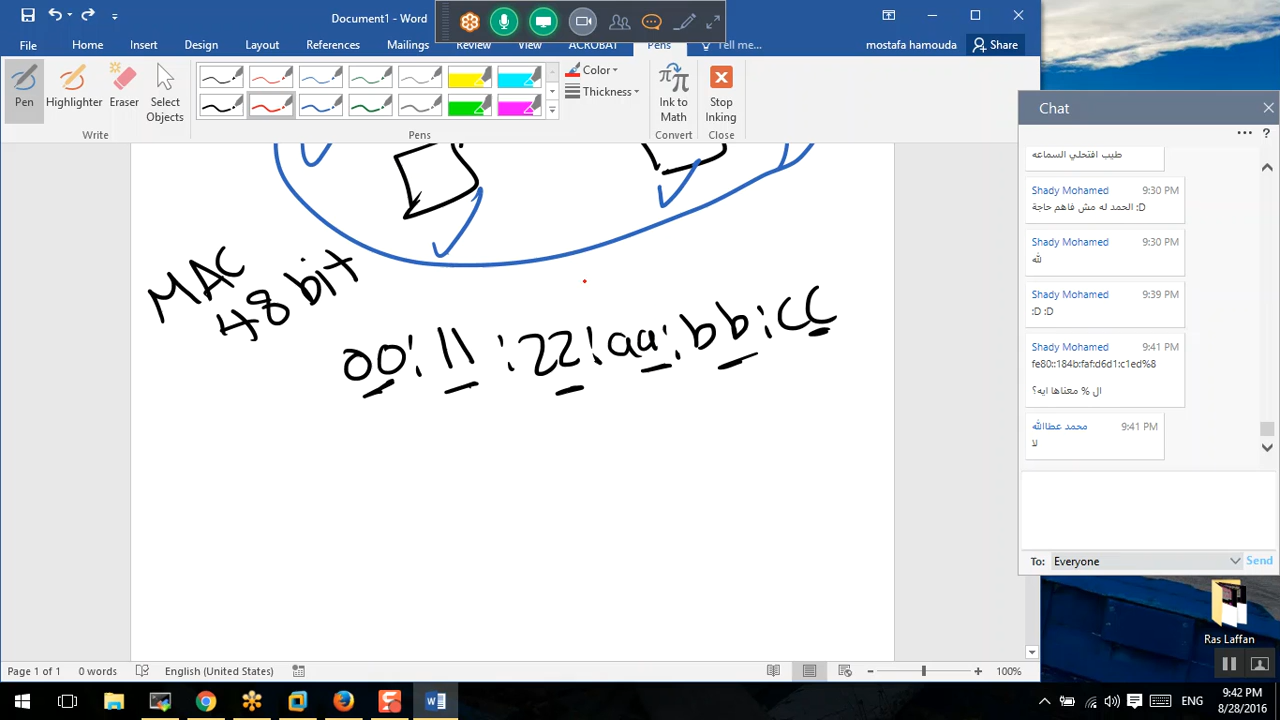 Document1 - Word
File
Home
Insert
Design
Layout
References
Mailings
Review
View
ACROBAT
Pens
Tell me...
mostafa hamouda
Share
Pen
Highlighter
Eraser
Select Objects
Color
Thickness
Ink to Math
Stop Inking
Write
Pens
Convert
Close
MAC
48 bit
00:11:22:aa:bb:cc
Chat
طيب افتحلي السماعه
Shady Mohamed 9:30 PM
الحمد له مش فاهم حاجة :D
Shady Mohamed 9:30 PM
لله
Shady Mohamed 9:39 PM
:D :D
Shady Mohamed 9:41 PM
fe80::184b:faf:d6d1:c1ed%8
ال % معناها ايه؟
محمد عطاالله 9:41 PM
لا
To: Everyone Send
Ras Laffan
Page 1 of 1 0 words English (United States) 100%
ENG
9:42 PM
8/28/2016